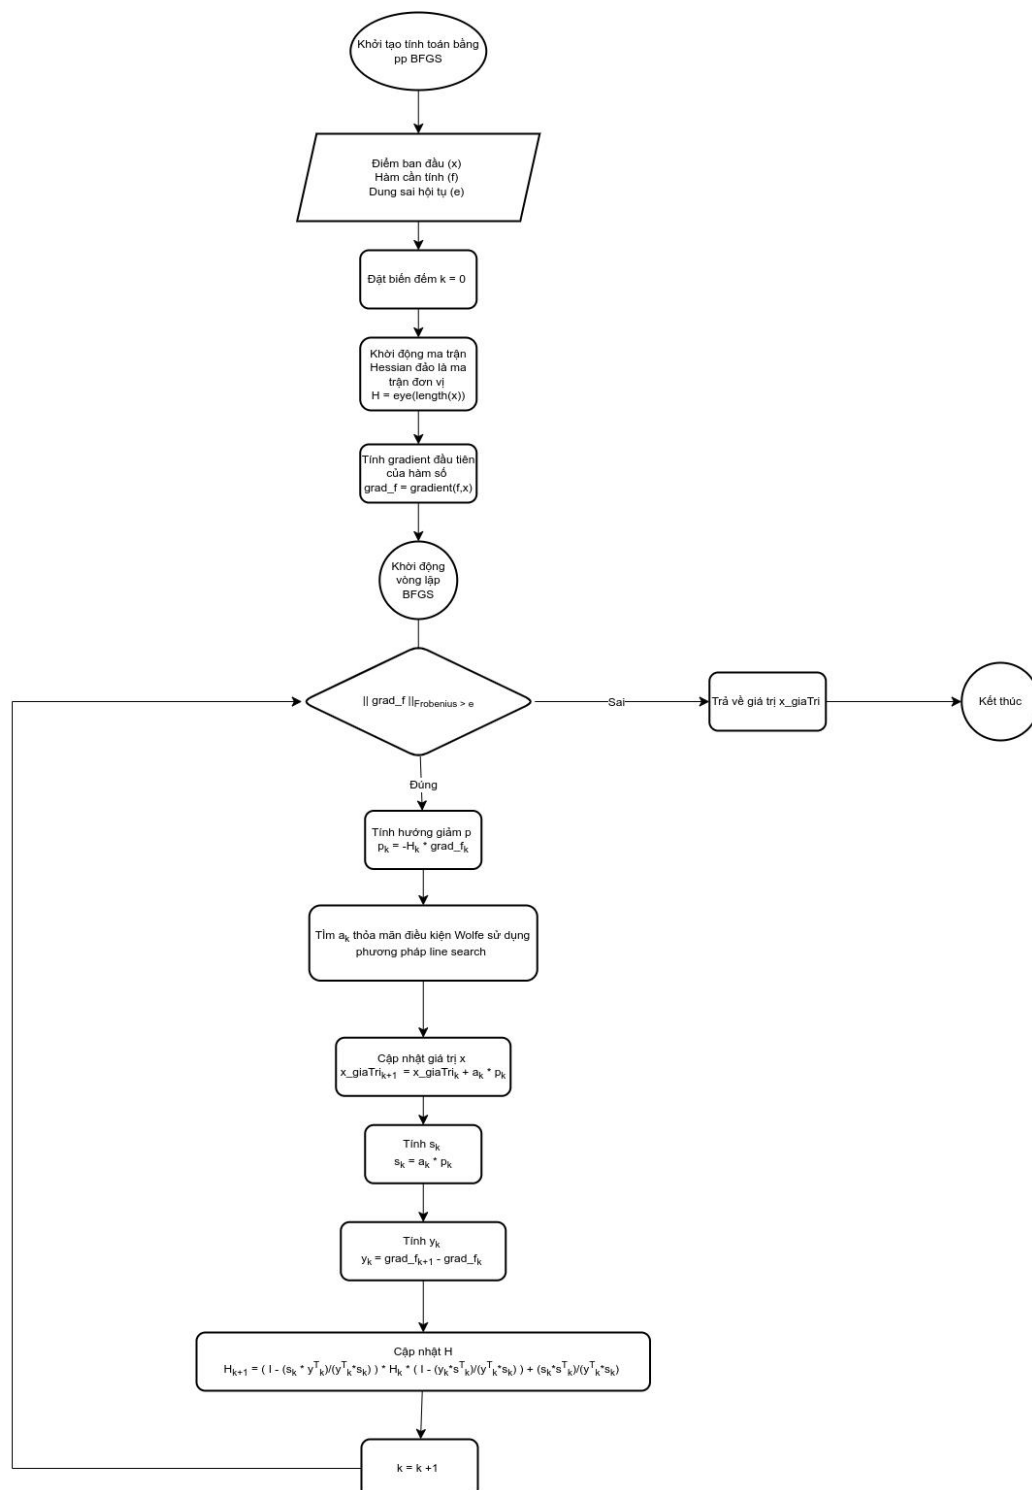 Khởi tạo tính toán bằng
pp BFGS
Điểm ban đầu (x)
Hàm cần tính (f)
Dung sai hội tụ (e)
Đặt biến đếm k = 0
Khời động ma trận
Hessian đảo là ma
trận đơn vị
H = eye(length(x))
Tính gradient đầu tiên
của hàm số
grad_f = gradient(f,x)
Khời động
vòng lặp
BFGS
|| grad_f ||Frobenius > e
Sai
Trả về giá trị x_giaTri
Kết thúc
Đúng
Tính hướng giảm p
pk = -Hk * grad_fk
TÌm ak thỏa mãn điều kiện Wolfe sử dụng
phương pháp line search
Cập nhật giá trị x
x_giaTrik+1 = x_giaTrik + ak * pk
Tính sk
sk = ak * pk
Tính yk
yk = grad_fk+1 - grad_fk
Cập nhật H
Hk+1 = ( I - (sk * yTk)/(yTk*sk) ) * Hk * ( I - (yk*sTk)/(yTk*sk) ) + (sk*sTk)/(yTk*sk)
k = k +1